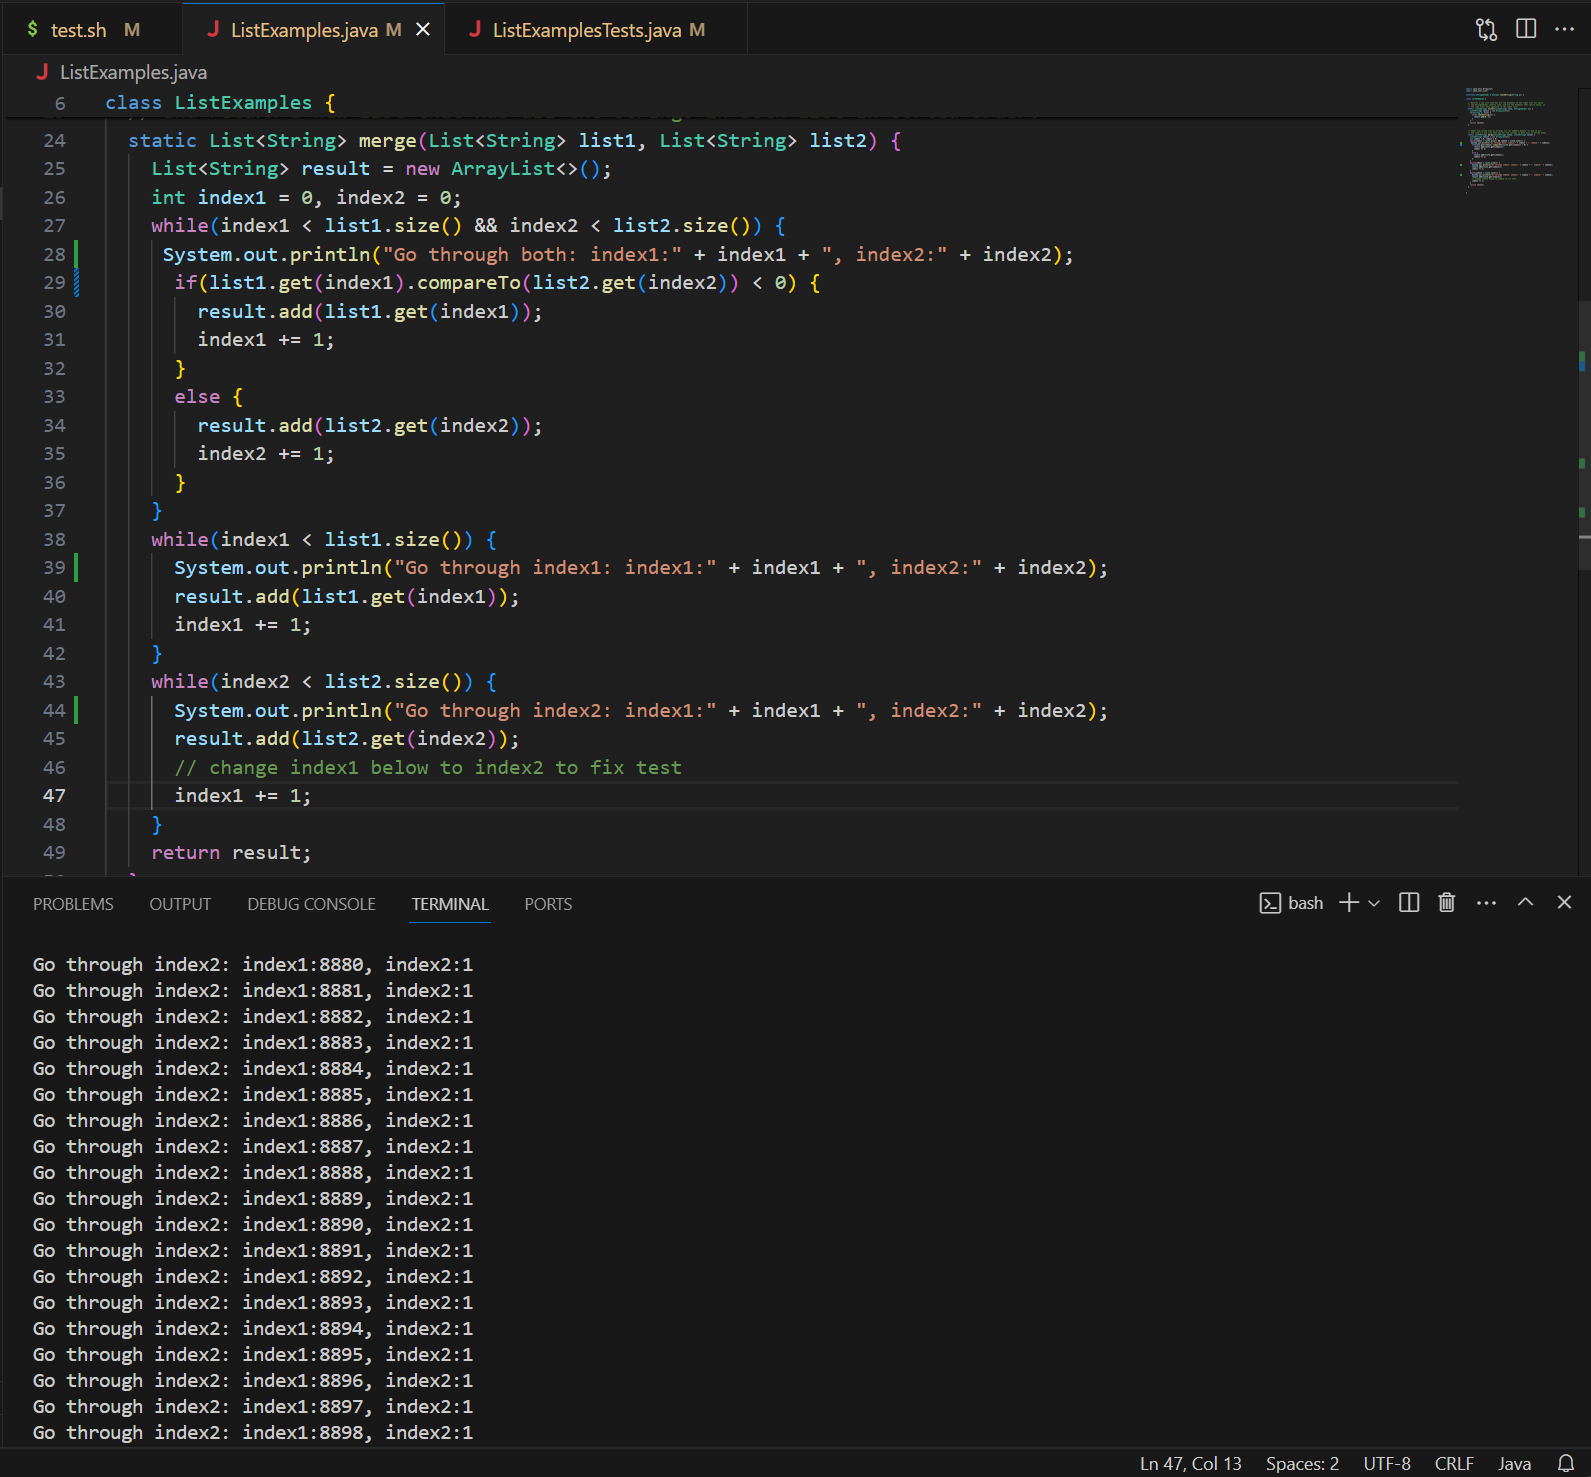 $ test.sh M
J ListExamples.java M
J ListExamplesTests.java M
J ListExamples.java
6 class ListExamples {
24 static List<String> merge(List<String> list1, List<String> list2) {
25 List<String> result = new ArrayList<>();
26 int index1 = 0, index2 = 0;
27 while(index1 < list1.size() && index2 < list2.size()) {
28 System.out.println("Go through both: index1:" + index1 + ", index2:" + index2);
29 if(list1.get(index1).compareTo(list2.get(index2)) < 0) {
30 result.add(list1.get(index1));
31 index1 += 1;
32 }
33 else {
34 result.add(list2.get(index2));
35 index2 += 1;
36 }
37 }
38 while(index1 < list1.size()) {
39 System.out.println("Go through index1: index1:" + index1 + ", index2:" + index2);
40 result.add(list1.get(index1));
41 index1 += 1;
42 }
43 while(index2 < list2.size()) {
44 System.out.println("Go through index2: index1:" + index1 + ", index2:" + index2);
45 result.add(list2.get(index2));
46 // change index1 below to index2 to fix test
47 index1 += 1;
48 }
49 return result;
PROBLEMS OUTPUT DEBUG CONSOLE TERMINAL PORTS
bash
Go through index2: index1:8880, index2:1
Go through index2: index1:8881, index2:1
Go through index2: index1:8882, index2:1
Go through index2: index1:8883, index2:1
Go through index2: index1:8884, index2:1
Go through index2: index1:8885, index2:1
Go through index2: index1:8886, index2:1
Go through index2: index1:8887, index2:1
Go through index2: index1:8888, index2:1
Go through index2: index1:8889, index2:1
Go through index2: index1:8890, index2:1
Go through index2: index1:8891, index2:1
Go through index2: index1:8892, index2:1
Go through index2: index1:8893, index2:1
Go through index2: index1:8894, index2:1
Go through index2: index1:8895, index2:1
Go through index2: index1:8896, index2:1
Go through index2: index1:8897, index2:1
Go through index2: index1:8898, index2:1
Ln 47, Col 13 Spaces: 2 UTF-8 CRLF Java